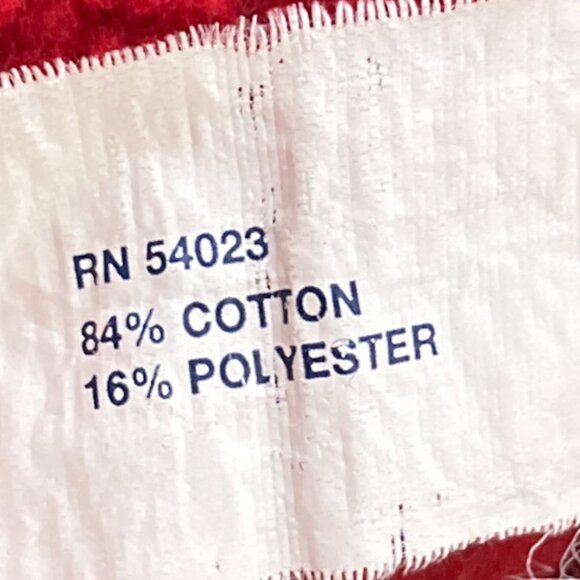 RN 54023
84% COTTON
16% POLYESTER